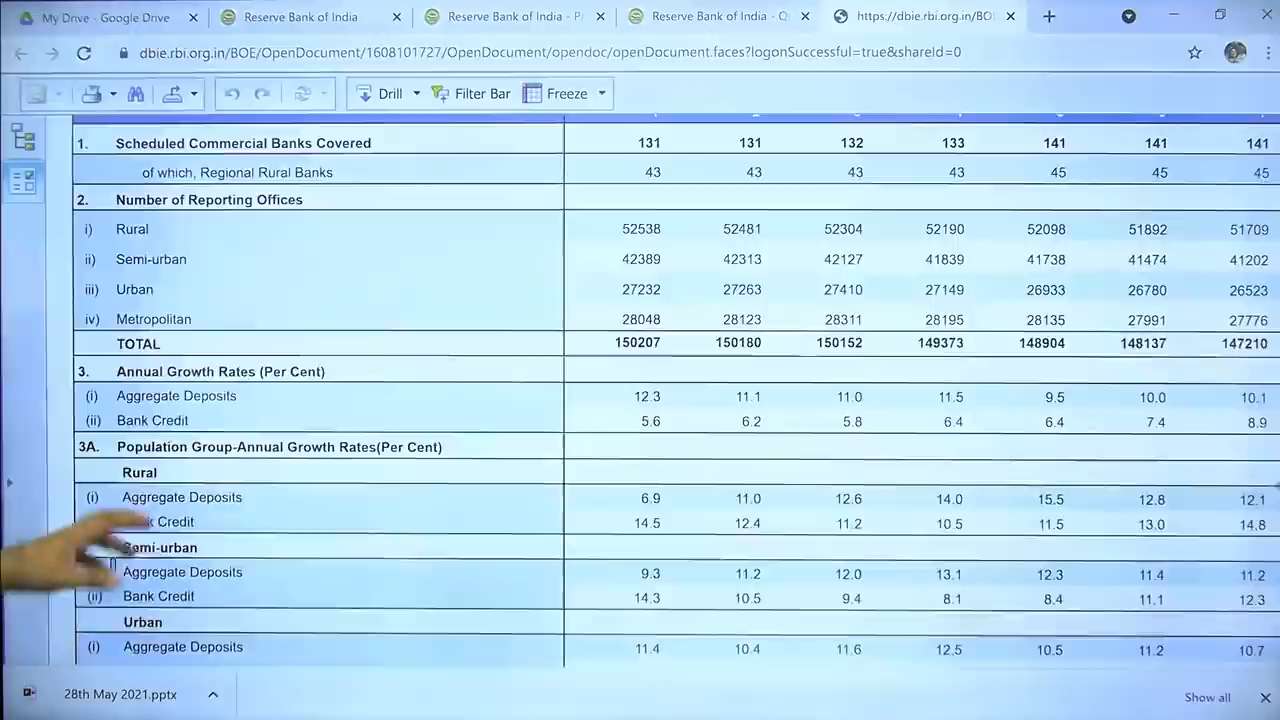 My Drive - Google Drive
Reserve Bank of India
Reserve Bank of India - P
Reserve Bank of India - Q
https://dbie.rbi.org.in/BO
dbie.rbi.org.in/BOE/OpenDocument/1608101727/OpenDocument/opendoc/openDocument.faces?logonSuccessful=true&shareId=0
Drill Filter Bar Freeze
1. Scheduled Commercial Banks Covered 131 131 132 133 141 141 141
of which, Regional Rural Banks 43 43 43 43 45 45 45
2. Number of Reporting Offices
i) Rural 52538 52481 52304 52190 52098 51892 51709
ii) Semi-urban 42389 42313 42127 41839 41738 41474 41202
iii) Urban 27232 27263 27410 27149 26933 26780 26523
iv) Metropolitan 28048 28123 28311 28195 28135 27991 27776
TOTAL 150207 150180 150152 149373 148904 148137 147210
3. Annual Growth Rates (Per Cent)
(i) Aggregate Deposits 12.3 11.1 11.0 11.5 9.5 10.0 10.1
(ii) Bank Credit 5.6 6.2 5.8 6.4 6.4 7.4 8.9
3A. Population Group-Annual Growth Rates(Per Cent)
Rural
(i) Aggregate Deposits 6.9 11.0 12.6 14.0 15.5 12.8 12.1
Credit 14.5 12.4 11.2 10.5 11.5 13.0 14.8
Semi-urban
Aggregate Deposits 9.3 11.2 12.0 13.1 12.3 11.4 11.2
(ii) Bank Credit 14.3 10.5 9.4 8.1 8.4 11.1 12.3
Urban
(i) Aggregate Deposits 11.4 10.4 11.6 12.5 10.5 11.2 10.7
28th May 2021.pptx
Show all